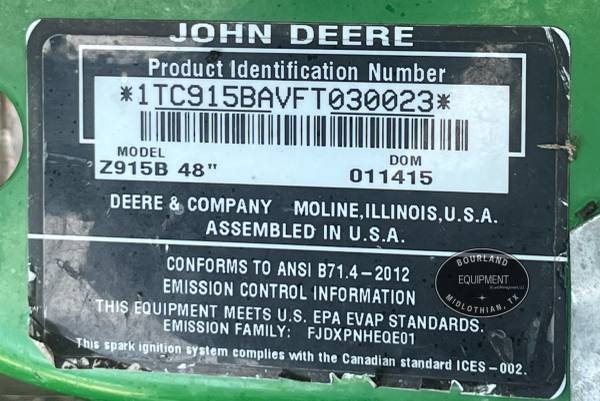 JOHN DEERE
Product Identification Number
*1TC915BAVFT030023*
MODEL DOM
Z915B 48" 011415
DEERE & COMPANY MOLINE,ILLINOIS,U.S.A.
ASSEMBLED IN U.S.A.
CONFORMS TO ANSI B71.4-2012
EMISSION CONTROL INFORMATION
THIS EQUIPMENT MEETS U.S. EPA EVAP STANDARDS.
EMISSION FAMILY: FJDXPNHEQE01
This spark ignition system complies with the Canadian standard ICES-002.
BOURLAND
EQUIPMENT
MIDLOTHIAN, TX